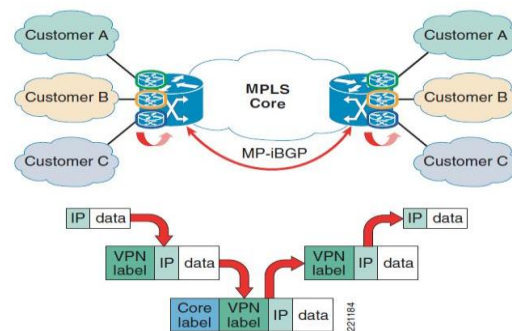 Customer A
Customer A
Customer B
MPLS
Core
Customer B
Customer C
MP-iBGP
Customer C
IP data
IP data
VPN
label IP data
VPN
label IP data
Core
label VPN
label IP data
221184